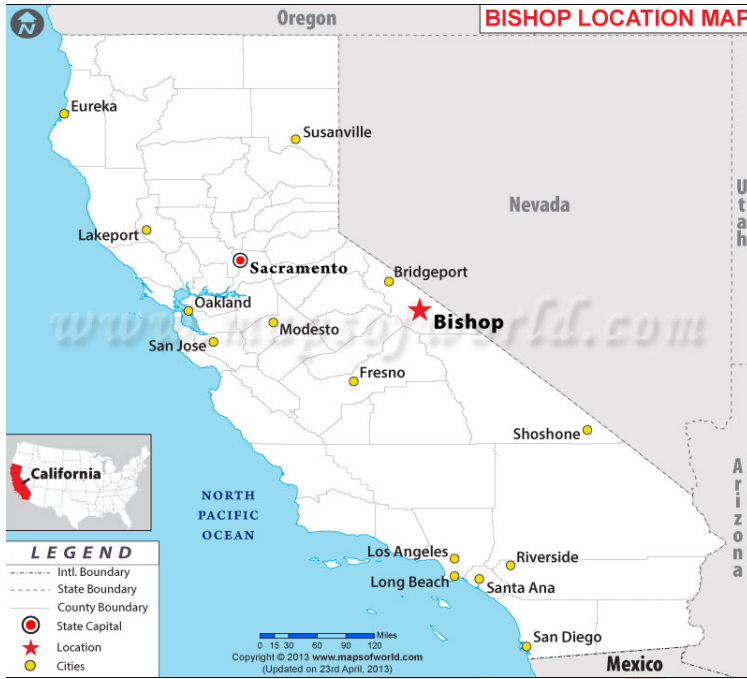 Oregon
BISHOP LOCATION MAP
N
Eureka
Susanville
Nevada
Utah
Lakeport
Sacramento
Bridgeport
Oakland
Bishop
www.mapsofworld.com
Modesto
San Jose
Fresno
Shoshone
California
Arizona
NORTH
PACIFIC
OCEAN
Los Angeles
Riverside
Long Beach
Santa Ana
San Diego
Mexico
LEGEND
Intl. Boundary
State Boundary
County Boundary
State Capital
Location
Cities
0 15 30 60 90 120 Miles
Copyright © 2013 www.mapsofworld.com
(Updated on 23rd April, 2013)